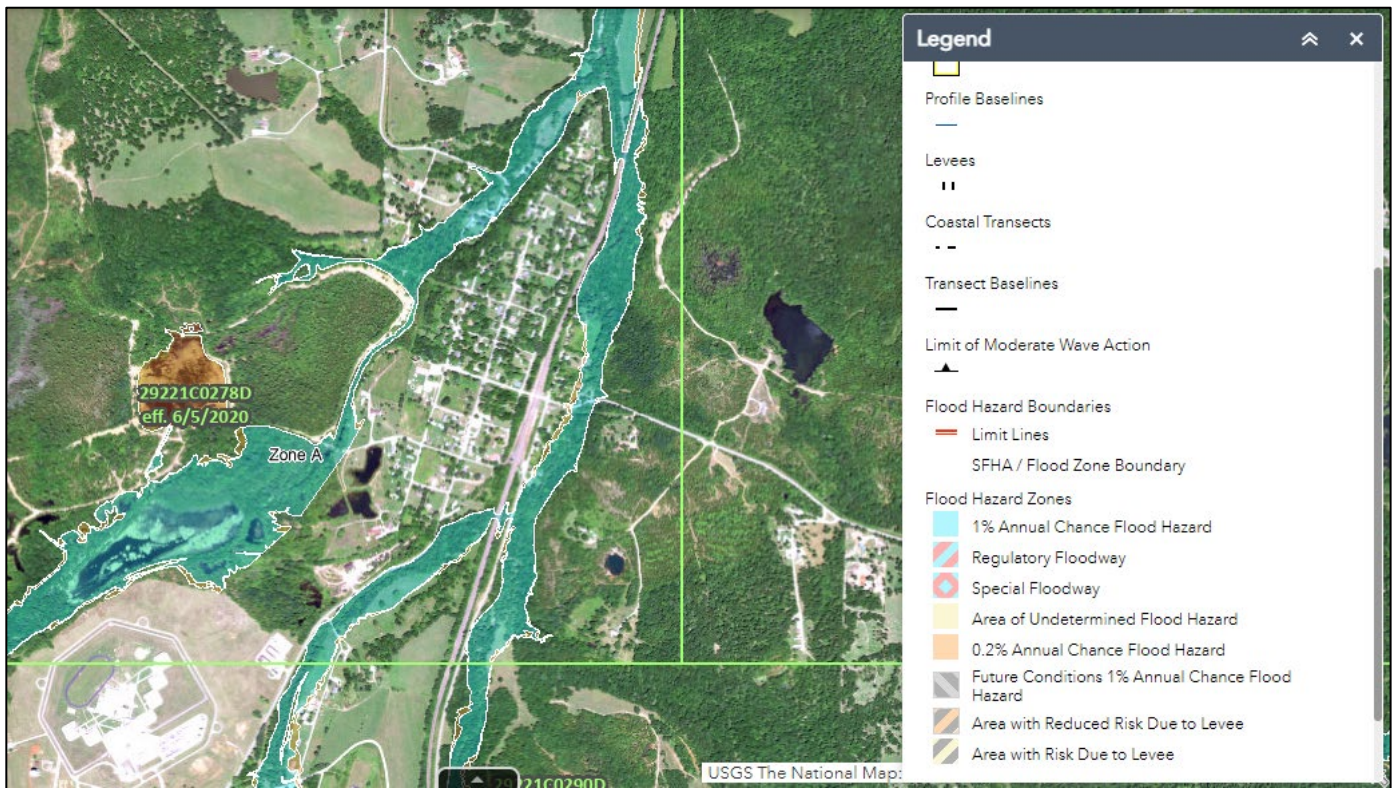 Legend
Profile Baselines
Levees
Coastal Transects
Transect Baselines
Limit of Moderate Wave Action
Flood Hazard Boundaries
Limit Lines
SFHA / Flood Zone Boundary
Flood Hazard Zones
1% Annual Chance Flood Hazard
Regulatory Floodway
Special Floodway
Area of Undetermined Flood Hazard
0.2% Annual Chance Flood Hazard
Future Conditions 1% Annual Chance Flood
Hazard
Area with Reduced Risk Due to Levee
Area with Risk Due to Levee
29221C0278D
eff. 6/5/2020
Zone A
USGS The National Map:
29221C0290D